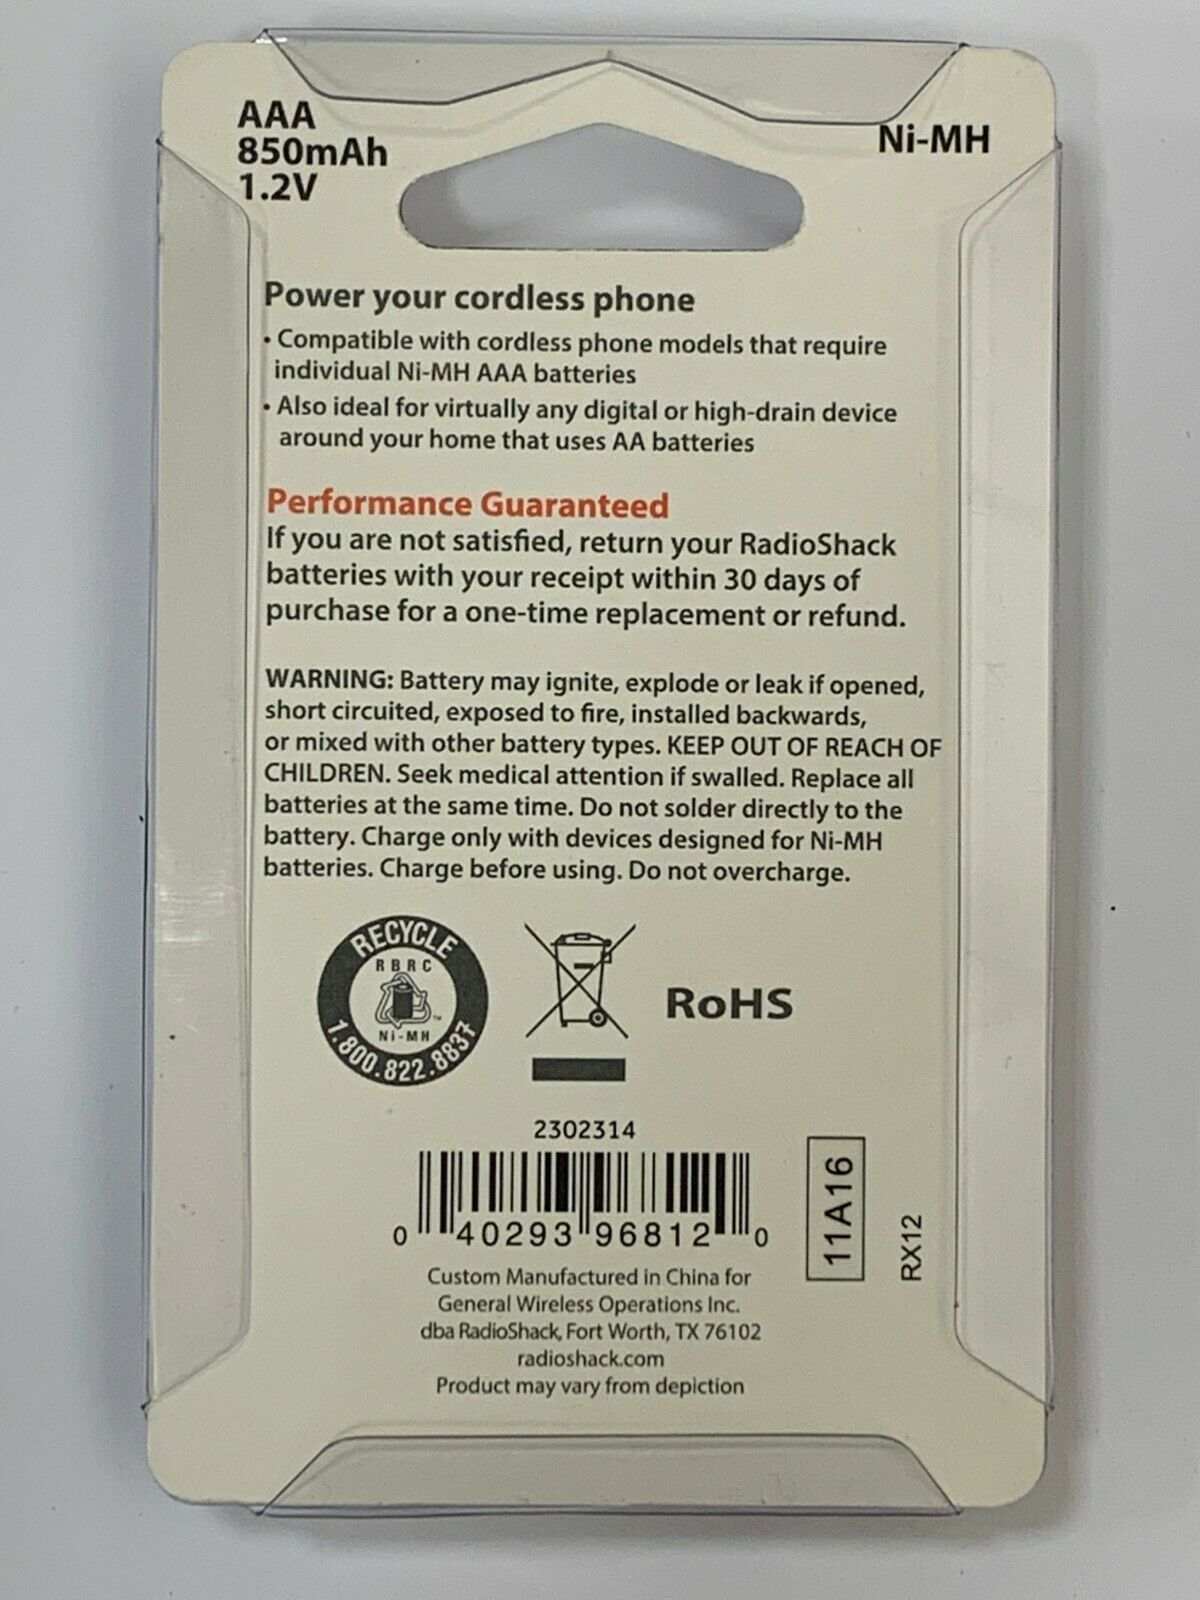 AAA
850mAh
1.2V
Ni-MH
Power your cordless phone
• Compatible with cordless phone models that require
individual Ni-MH AAA batteries
• Also ideal for virtually any digital or high-drain device
around your home that uses AA batteries
Performance Guaranteed
If you are not satisfied, return your RadioShack
batteries with your receipt within 30 days of
purchase for a one-time replacement or refund.
WARNING: Battery may ignite, explode or leak if opened,
short circuited, exposed to fire, installed backwards,
or mixed with other battery types. KEEP OUT OF REACH OF
CHILDREN. Seek medical attention if swalled. Replace all
batteries at the same time. Do not solder directly to the
battery. Charge only with devices designed for Ni-MH
batteries. Charge before using. Do not overcharge.
RECYCLE
RBRC
™
Ni-MH
1.800.822.8837
RoHS
2302314
0 40293 96812 0
11A16
RX12
Custom Manufactured in China for
General Wireless Operations Inc.
dba RadioShack, Fort Worth, TX 76102
radioshack.com
Product may vary from depiction